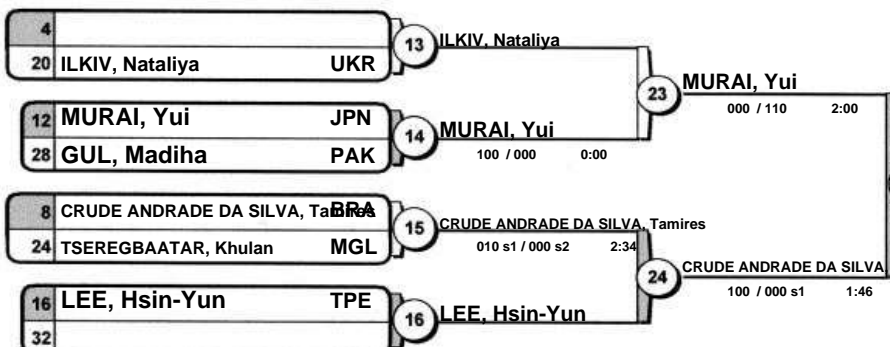 4
20 ILKIV, Nataliya UKR
12 MURAI, Yui JPN
28 GUL, Madiha PAK
8 CRUDE ANDRADE DA SILVA, Tamires BRA
24 TSEREGBAATAR, Khulan MGL
16 LEE, Hsin-Yun TPE
32
13 ILKIV, Nataliya
14 MURAI, Yui
100 / 000 0:00
15 CRUDE ANDRADE DA SILVA, Tamires
010 s1 / 000 s2 2:34
16 LEE, Hsin-Yun
23 MURAI, Yui
000 / 110 2:00
24 CRUDE ANDRADE DA SILVA
100 / 000 s1 1:46